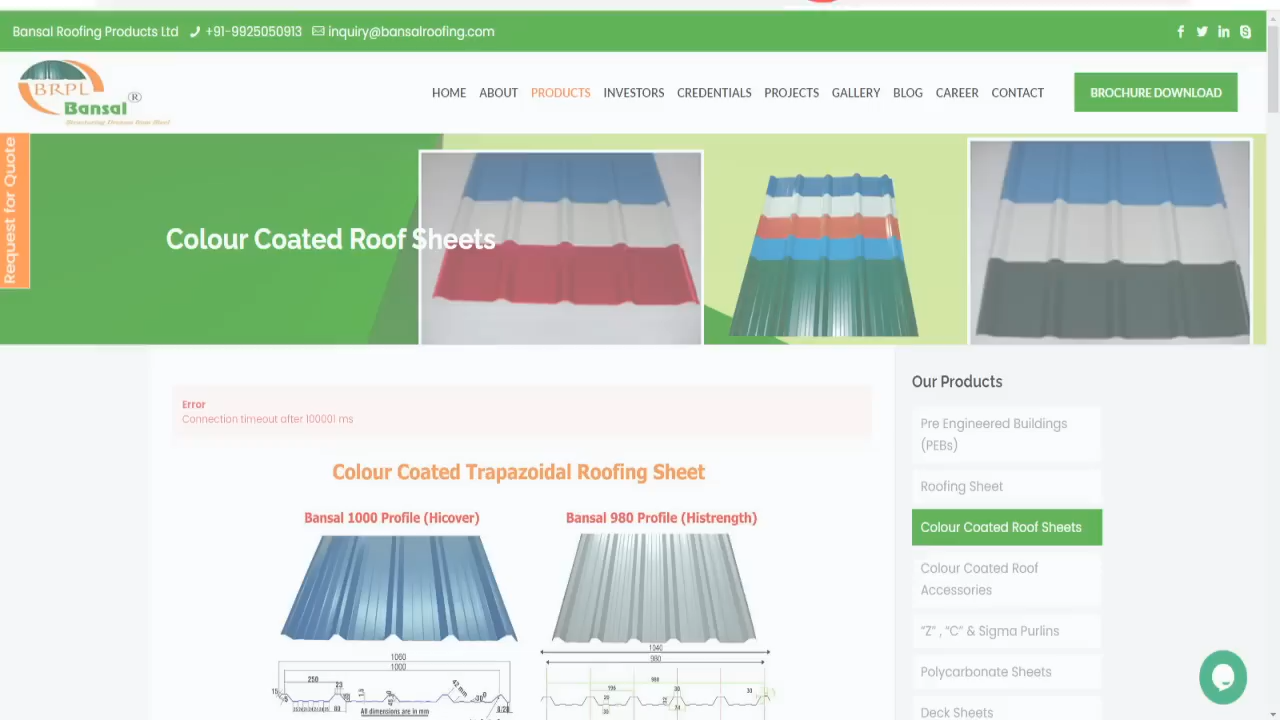 Bansal Roofing Products Ltd +91-9925050913 inquiry@bansalroofing.com
BRPL
Bansal ®
HOME ABOUT PRODUCTS INVESTORS CREDENTIALS PROJECTS GALLERY BLOG CAREER CONTACT BROCHURE DOWNLOAD
Request for Quote
Colour Coated Roof Sheets
Error
Connection timeout after 100001 ms
Colour Coated Trapazoidal Roofing Sheet
Bansal 1000 Profile (Hicover) Bansal 980 Profile (Histrength)
1060
1000
250
23
All dimensions are in mm
1040
980
Our Products
Pre Engineered Buildings
(PEBs)
Roofing Sheet
Colour Coated Roof Sheets
Colour Coated Roof
Accessories
“Z” , “C” & Sigma Purlins
Polycarbonate Sheets
Deck Sheets